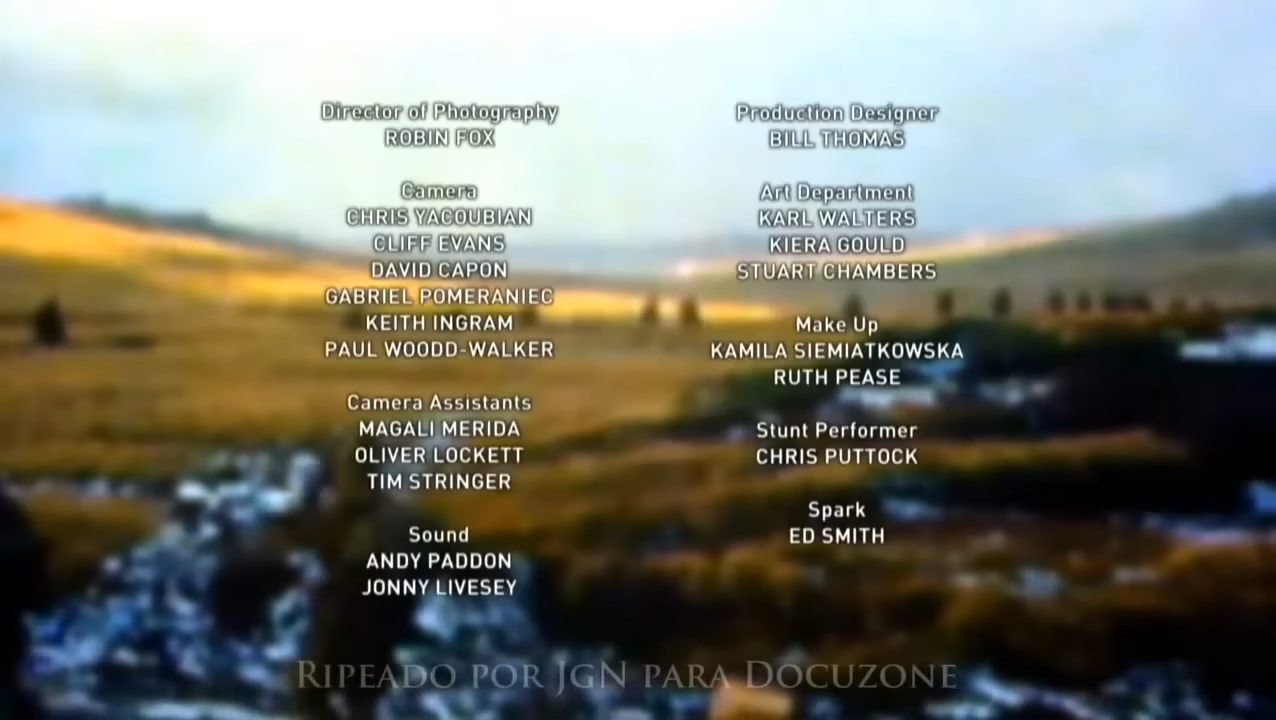 Director of Photography
ROBIN FOX
Camera
CHRIS YACOUBIAN
CLIFF EVANS
DAVID CAPON
GABRIEL POMERANIEC
KEITH INGRAM
PAUL WOODD-WALKER
Camera Assistants
MAGALI MERIDA
OLIVER LOCKETT
TIM STRINGER
Sound
ANDY PADDON
JONNY LIVESEY
Production Designer
BILL THOMAS
Art Department
KARL WALTERS
KIERA GOULD
STUART CHAMBERS
Make Up
KAMILA SIEMIATKOWSKA
RUTH PEASE
Stunt Performer
CHRIS PUTTOCK
Spark
ED SMITH
RIPEADO POR JGN PARA DOCUZONE